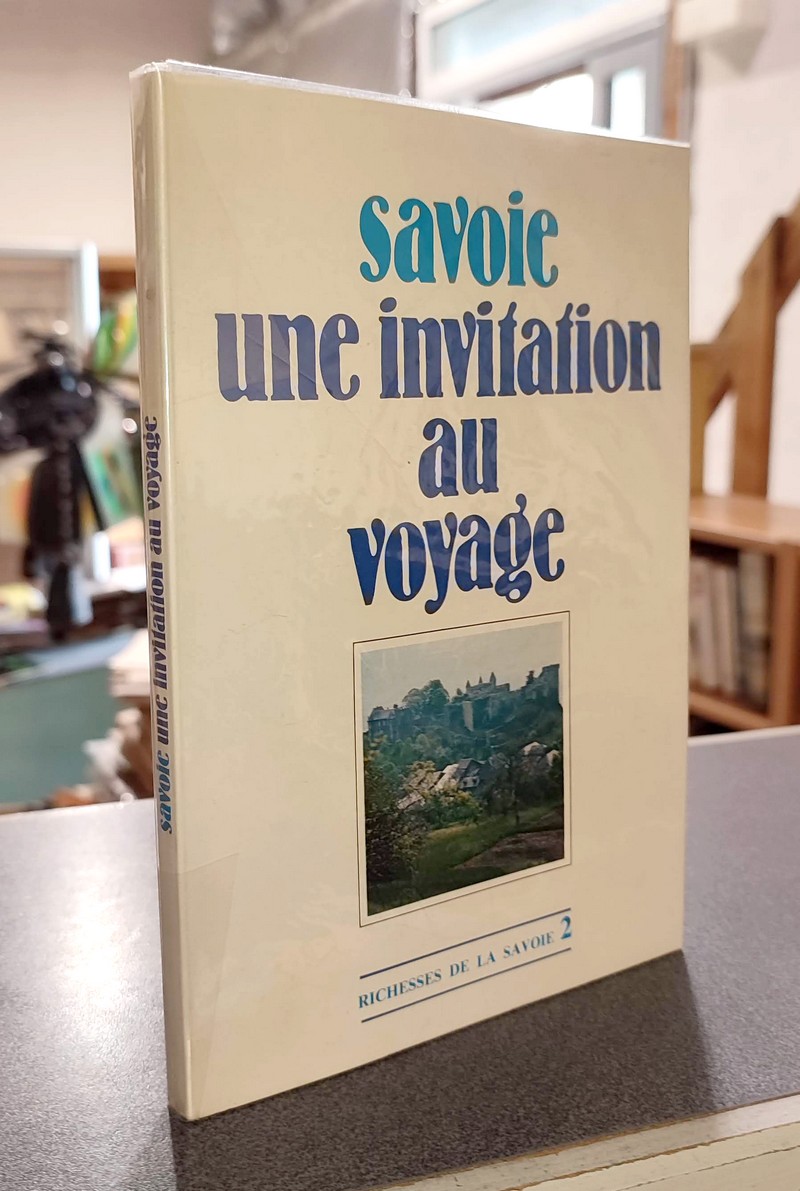 savoie
une invitation
au
voyage
RICHESSES DE LA SAVOIE 2
savoie une invitation au voyage